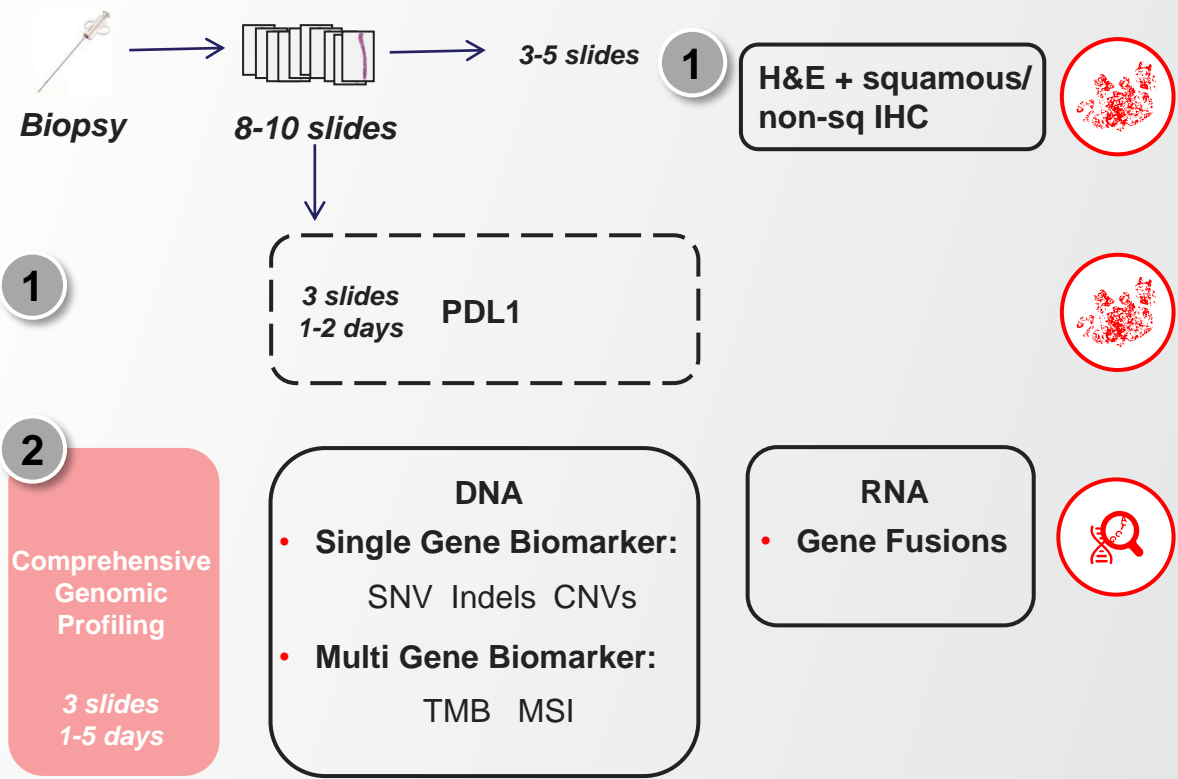 Biopsy
8-10 slides
3-5 slides
1
H&E + squamous/
non-sq IHC
1
3 slides
1-2 days
PDL1
2
Comprehensive
Genomic
Profiling
3 slides
1-5 days
DNA
• Single Gene Biomarker:
SNV Indels CNVs
• Multi Gene Biomarker:
TMB MSI
RNA
• Gene Fusions